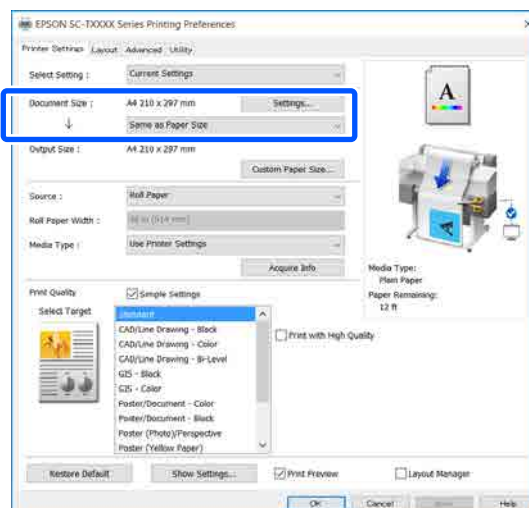 EPSON SC-TXXXX Series Printing Preferences
Printer Settings Layout Advanced Utility
Select Setting : Current Settings
Document Size : A4 210 x 297 mm Settings...
↓ Same as Paper Size
Output Size : A4 210 x 297 mm
Custom Paper Size...
Source : Roll Paper
Roll Paper Width :
Media Type : Use Printer Settings
Acquire Info
A
Media Type:
Plain Paper
Paper Remaining:
12 ft
Print Quality Simple Settings
Select Target
Standard
CAD/Line Drawing - Black
CAD/Line Drawing - Color
CAD/Line Drawing - Bi-Level
GIS - Black
GIS - Color
Poster/Document - Color
Poster/Document - Black
Poster (Photo)/Perspective
Poster (Yellow Paper)
Print with High Quality
Restore Default Show Settings... Print Preview Layout Manager
OK Cancel Help